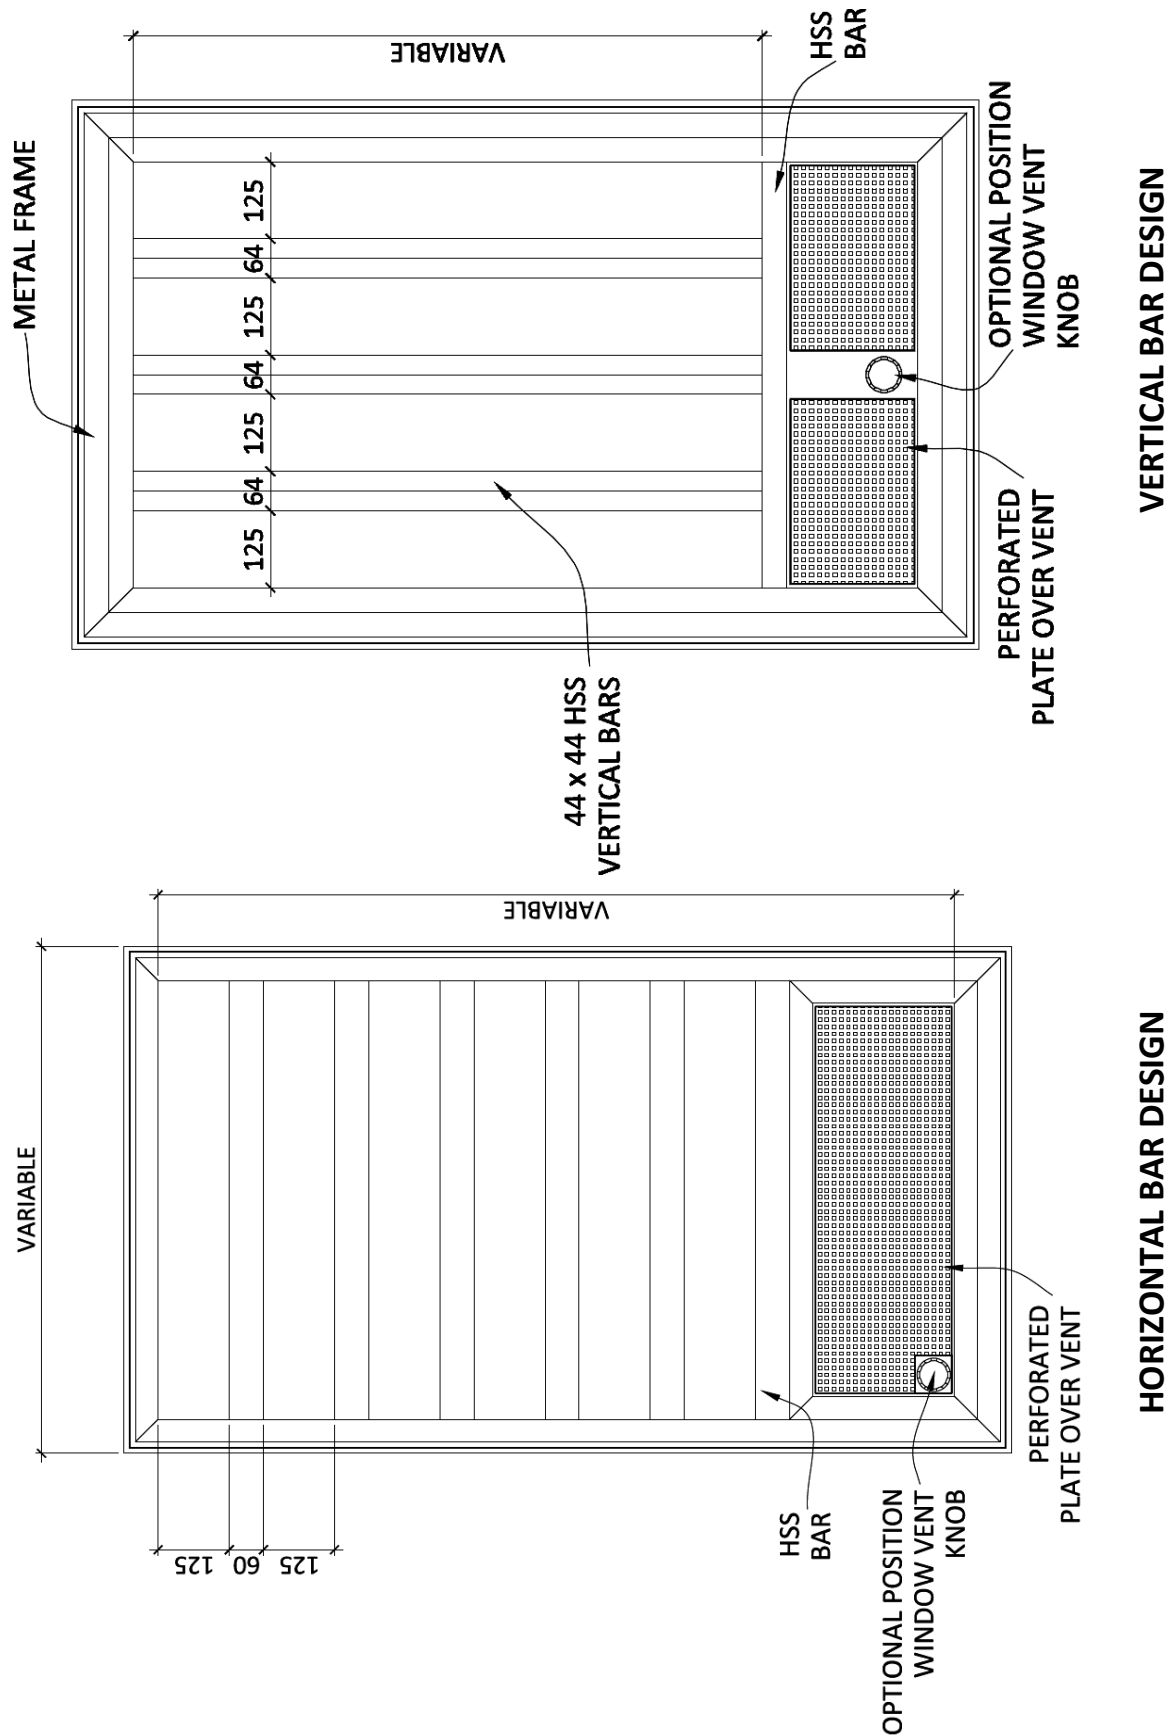 VARIABLE
125
60
125
VARIABLE
HSS
BAR
OPTIONAL POSITION
WINDOW VENT
KNOB
PERFORATED
PLATE OVER VENT
HORIZONTAL BAR DESIGN
METAL FRAME
125
64
125
64
125
64
125
VARIABLE
44 x 44 HSS
VERTICAL BARS
HSS
BAR
PERFORATED
PLATE OVER VENT
OPTIONAL POSITION
WINDOW VENT
KNOB
VERTICAL BAR DESIGN